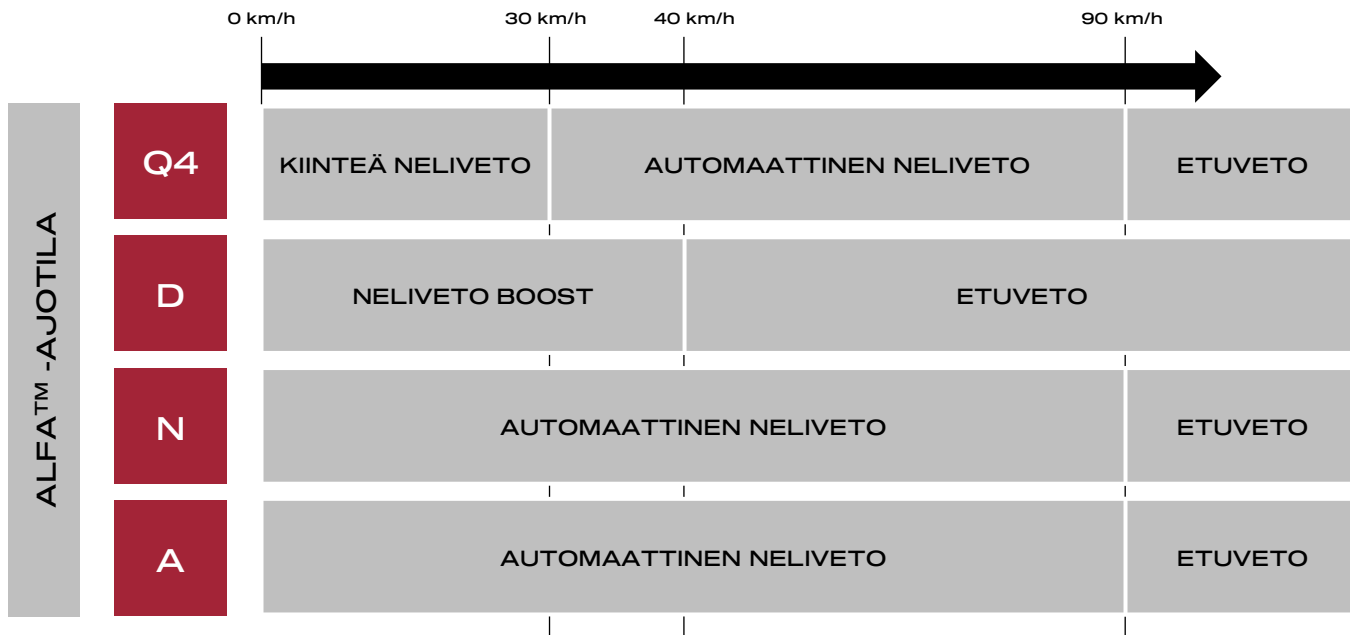 0 km/h 30 km/h 40 km/h 90 km/h
ALFA™ -AJOTILA
Q4 KIINTEÄ NELIVETO AUTOMAATTINEN NELIVETO ETUVETO
D NELIVETO BOOST ETUVETO
N AUTOMAATTINEN NELIVETO ETUVETO
A AUTOMAATTINEN NELIVETO ETUVETO